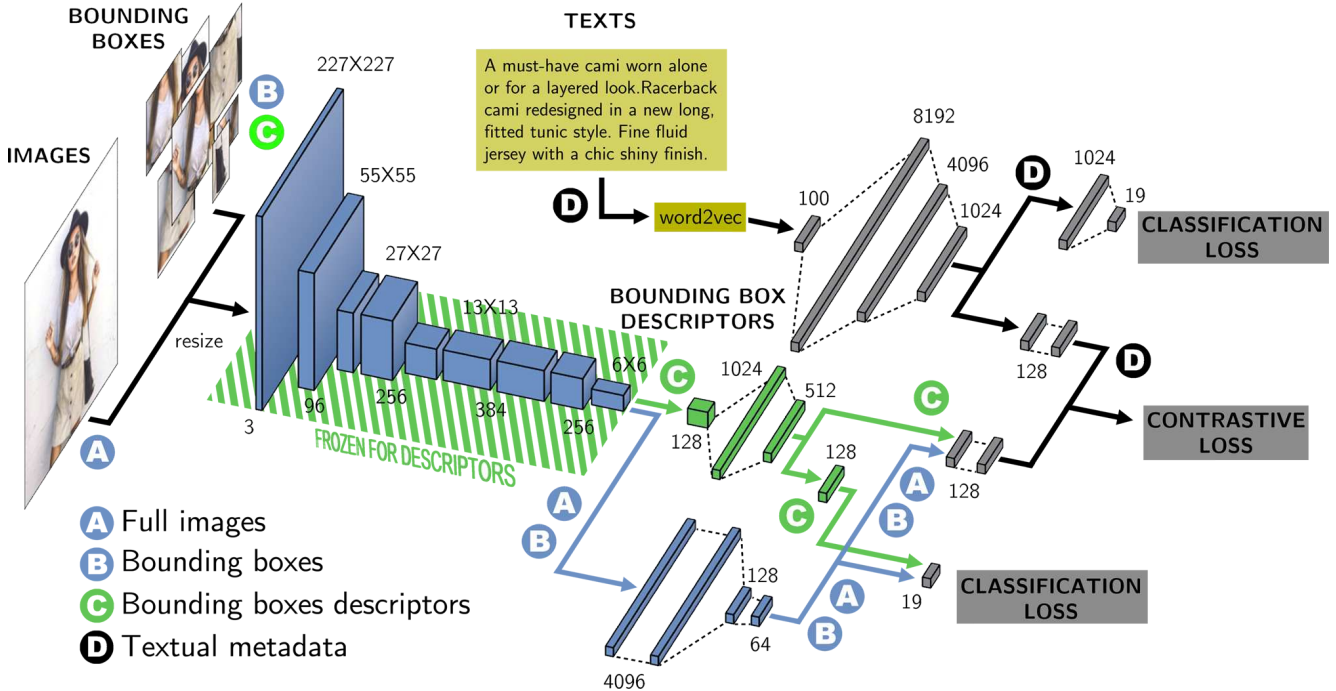 BOUNDING
BOXES
TEXTS
IMAGES
B
C
227X227
A must-have cami worn alone
or for a layered look.Racerback
cami redesigned in a new long,
fitted tunic style. Fine fluid
jersey with a chic shiny finish.
D
word2vec
100
8192
4096
1024
D
1024
19
CLASSIFICATION
LOSS
55X55
27X27
13X13
6X6
resize
3
96
256
384
256
FROZEN FOR DESCRIPTORS
BOUNDING BOX
DESCRIPTORS
C
128
1024
512
128
C
C
128
D
CONTRASTIVE
LOSS
128
A
A
B
A
B
4096
128
64
A
B
19
CLASSIFICATION
LOSS
A Full images
B Bounding boxes
C Bounding boxes descriptors
D Textual metadata